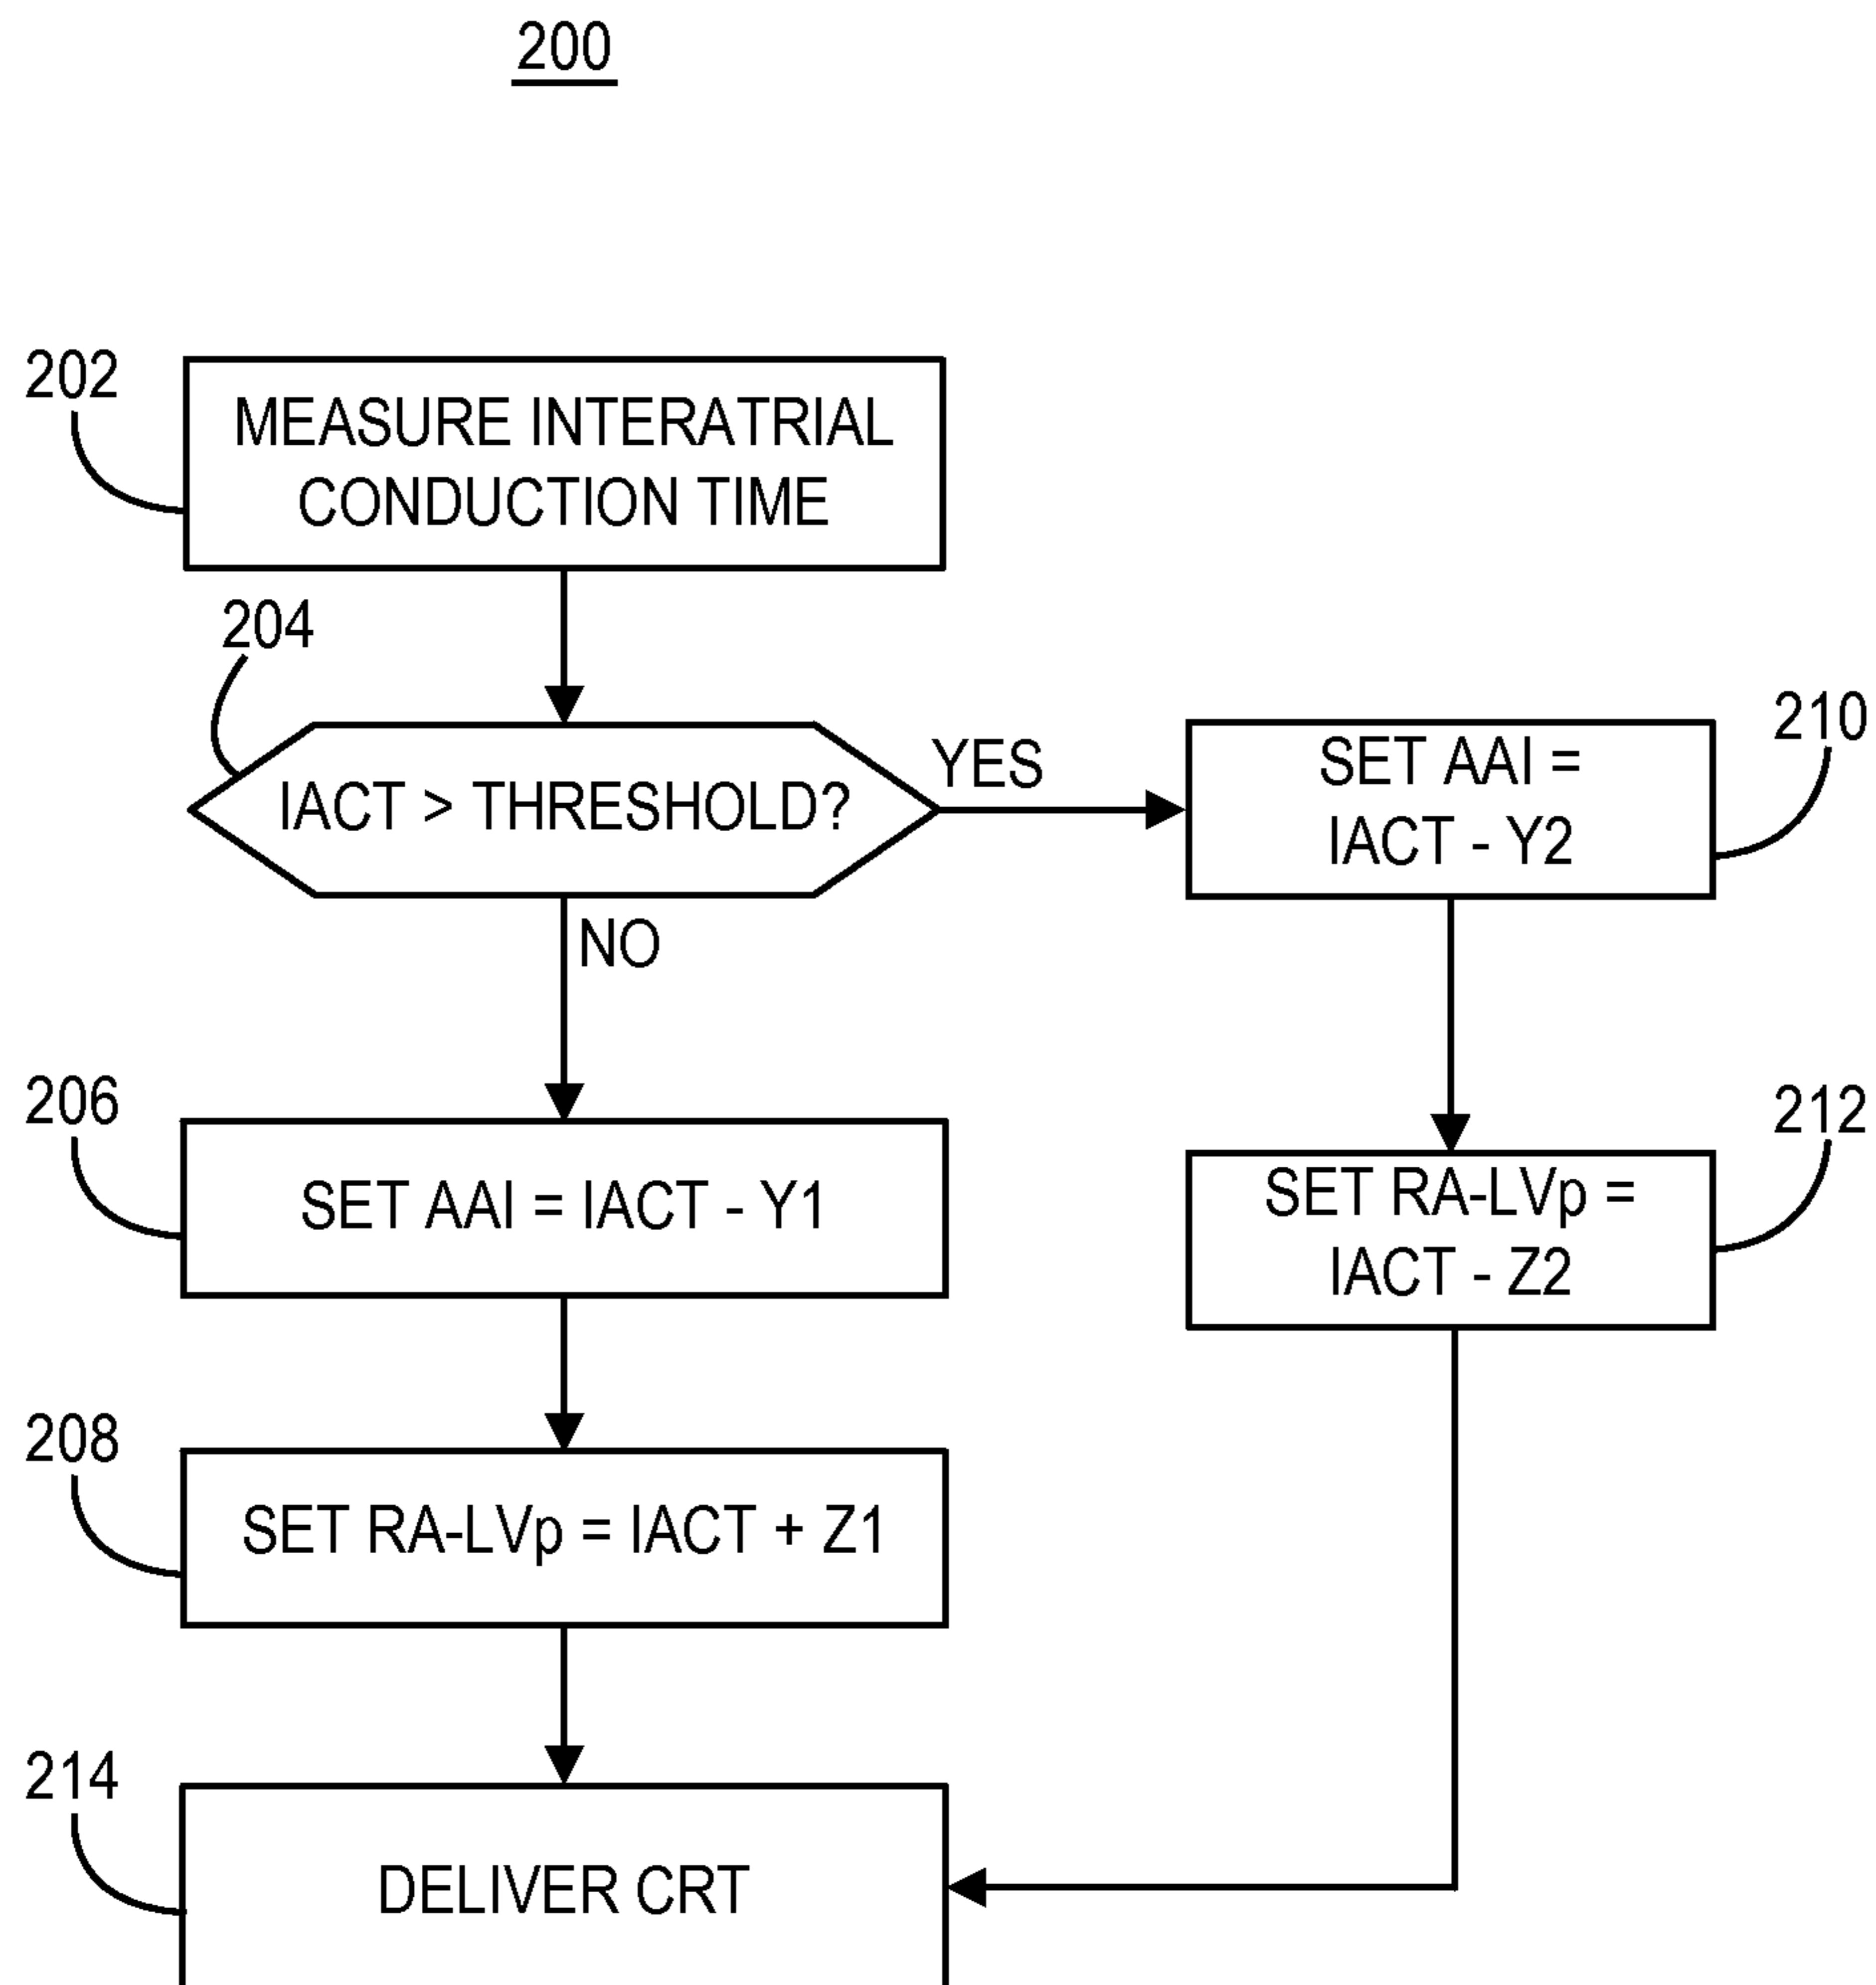 200
202
MEASURE INTERATRIAL
CONDUCTION TIME
204
IACT > THRESHOLD?
YES
NO
210
SET AAI =
IACT - Y2
212
SET RA-LVp =
IACT - Z2
206
SET AAI = IACT - Y1
208
SET RA-LVp = IACT + Z1
214
DELIVER CRT